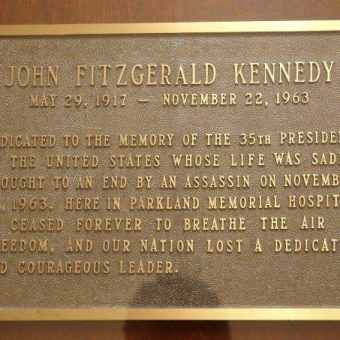 JOHN FITZGERALD KENNEDY
MAY 29, 1917 — NOVEMBER 22, 1963
DICATED TO THE MEMORY OF THE 35TH PRESIDEN
THE UNITED STATES WHOSE LIFE WAS SAD
OUGHT TO AN END BY AN ASSASSIN ON NOVEMB
, 1963. HERE IN PARKLAND MEMORIAL HOSPIT
CEASED FOREVER TO BREATHE THE AIR
EEDOM, AND OUR NATION LOST A DEDICAT
D COURAGEOUS LEADER.